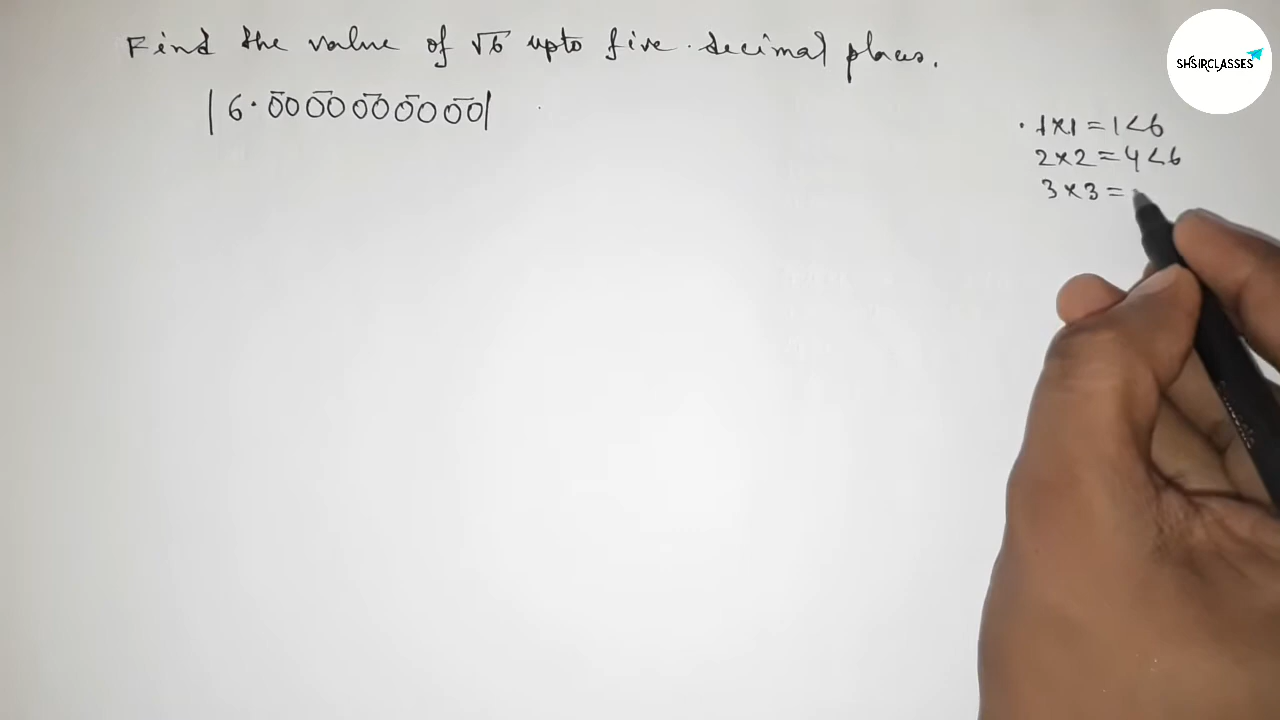 Find the value of √6 upto five decimal places.
SHSIRCLASSES
|6.00 00 00 00 00|
1×1=1<6
2×2=4<6
3×3=